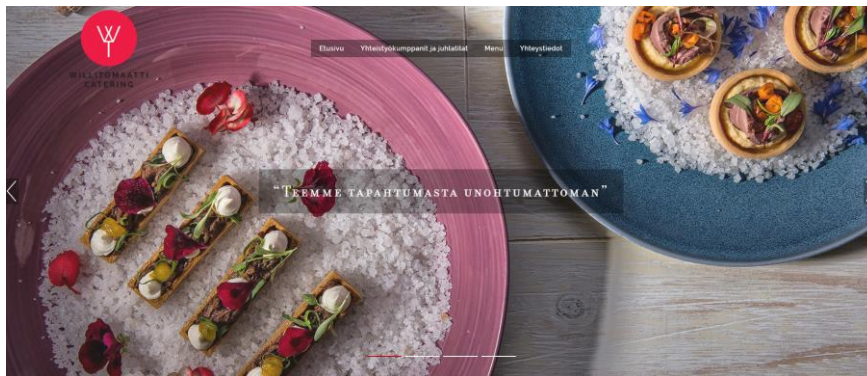 WILLITOMAATTI
CATERING
Etusivu Yhteistyökumppanit ja juhlatilat Menu Yhteystiedot
“TEEMME TAPAHTUMASTA UNOHTUMATTOMAN”